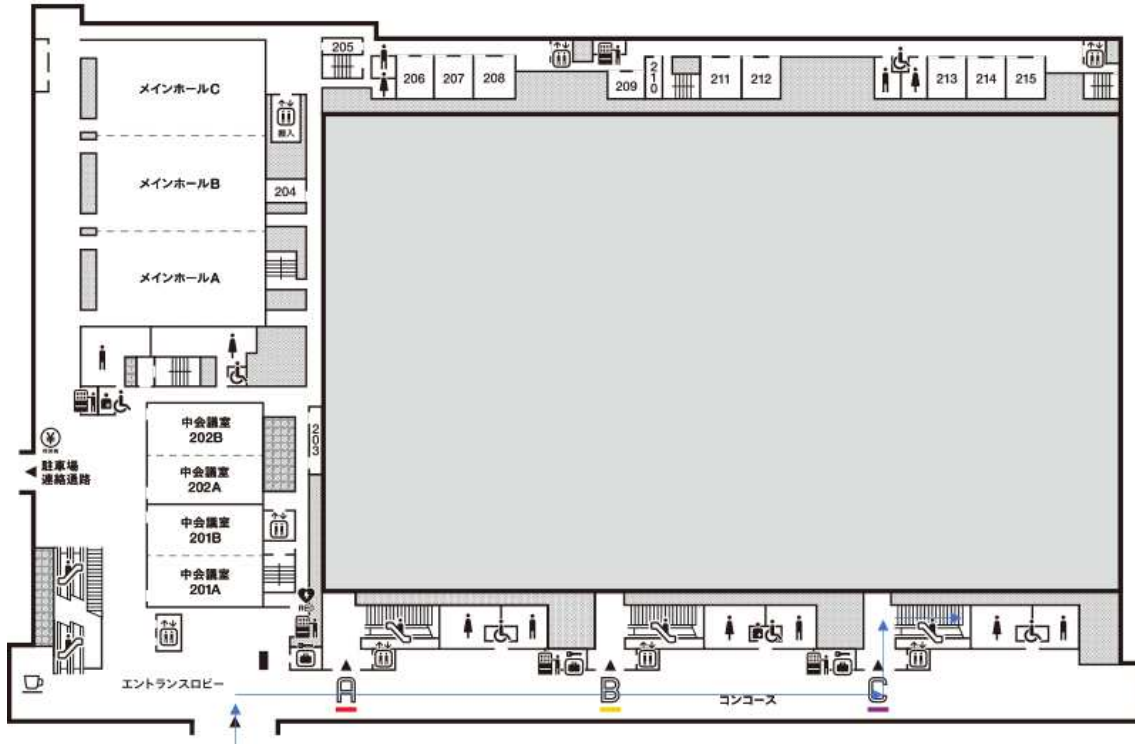 205
206
207
208
209
210
211
212
213
214
215
メインホールC
搬入
メインホールB
204
メインホールA
中会議室
202B
203
中会議室
202A
駐車場
連絡通路
中会議室
201B
中会議室
201A
AED
エントランスロビー
A
B
C
コンコース